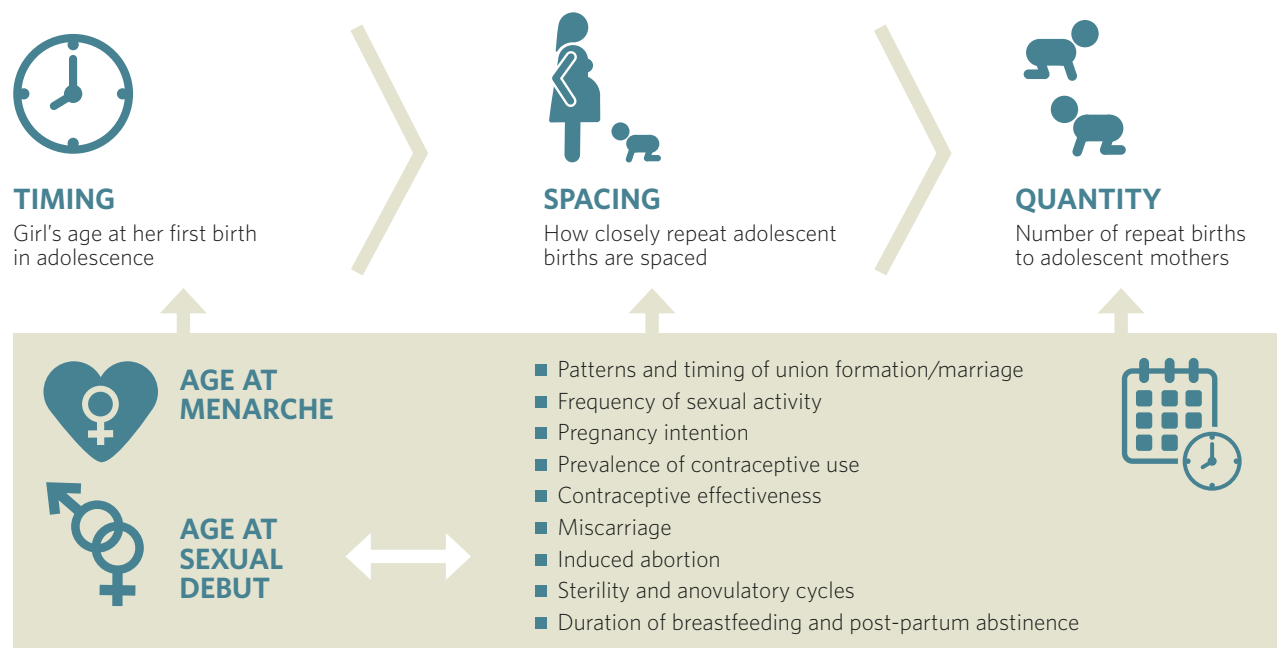 TIMING
Girl's age at her first birth
in adolescence
SPACING
How closely repeat adolescent
births are spaced
QUANTITY
Number of repeat births
to adolescent mothers
AGE AT
MENARCHE
AGE AT
SEXUAL
DEBUT
Patterns and timing of union formation/marriage
Frequency of sexual activity
Pregnancy intention
Prevalence of contraceptive use
Contraceptive effectiveness
Miscarriage
Induced abortion
Sterility and anovulatory cycles
Duration of breastfeeding and post-partum abstinence